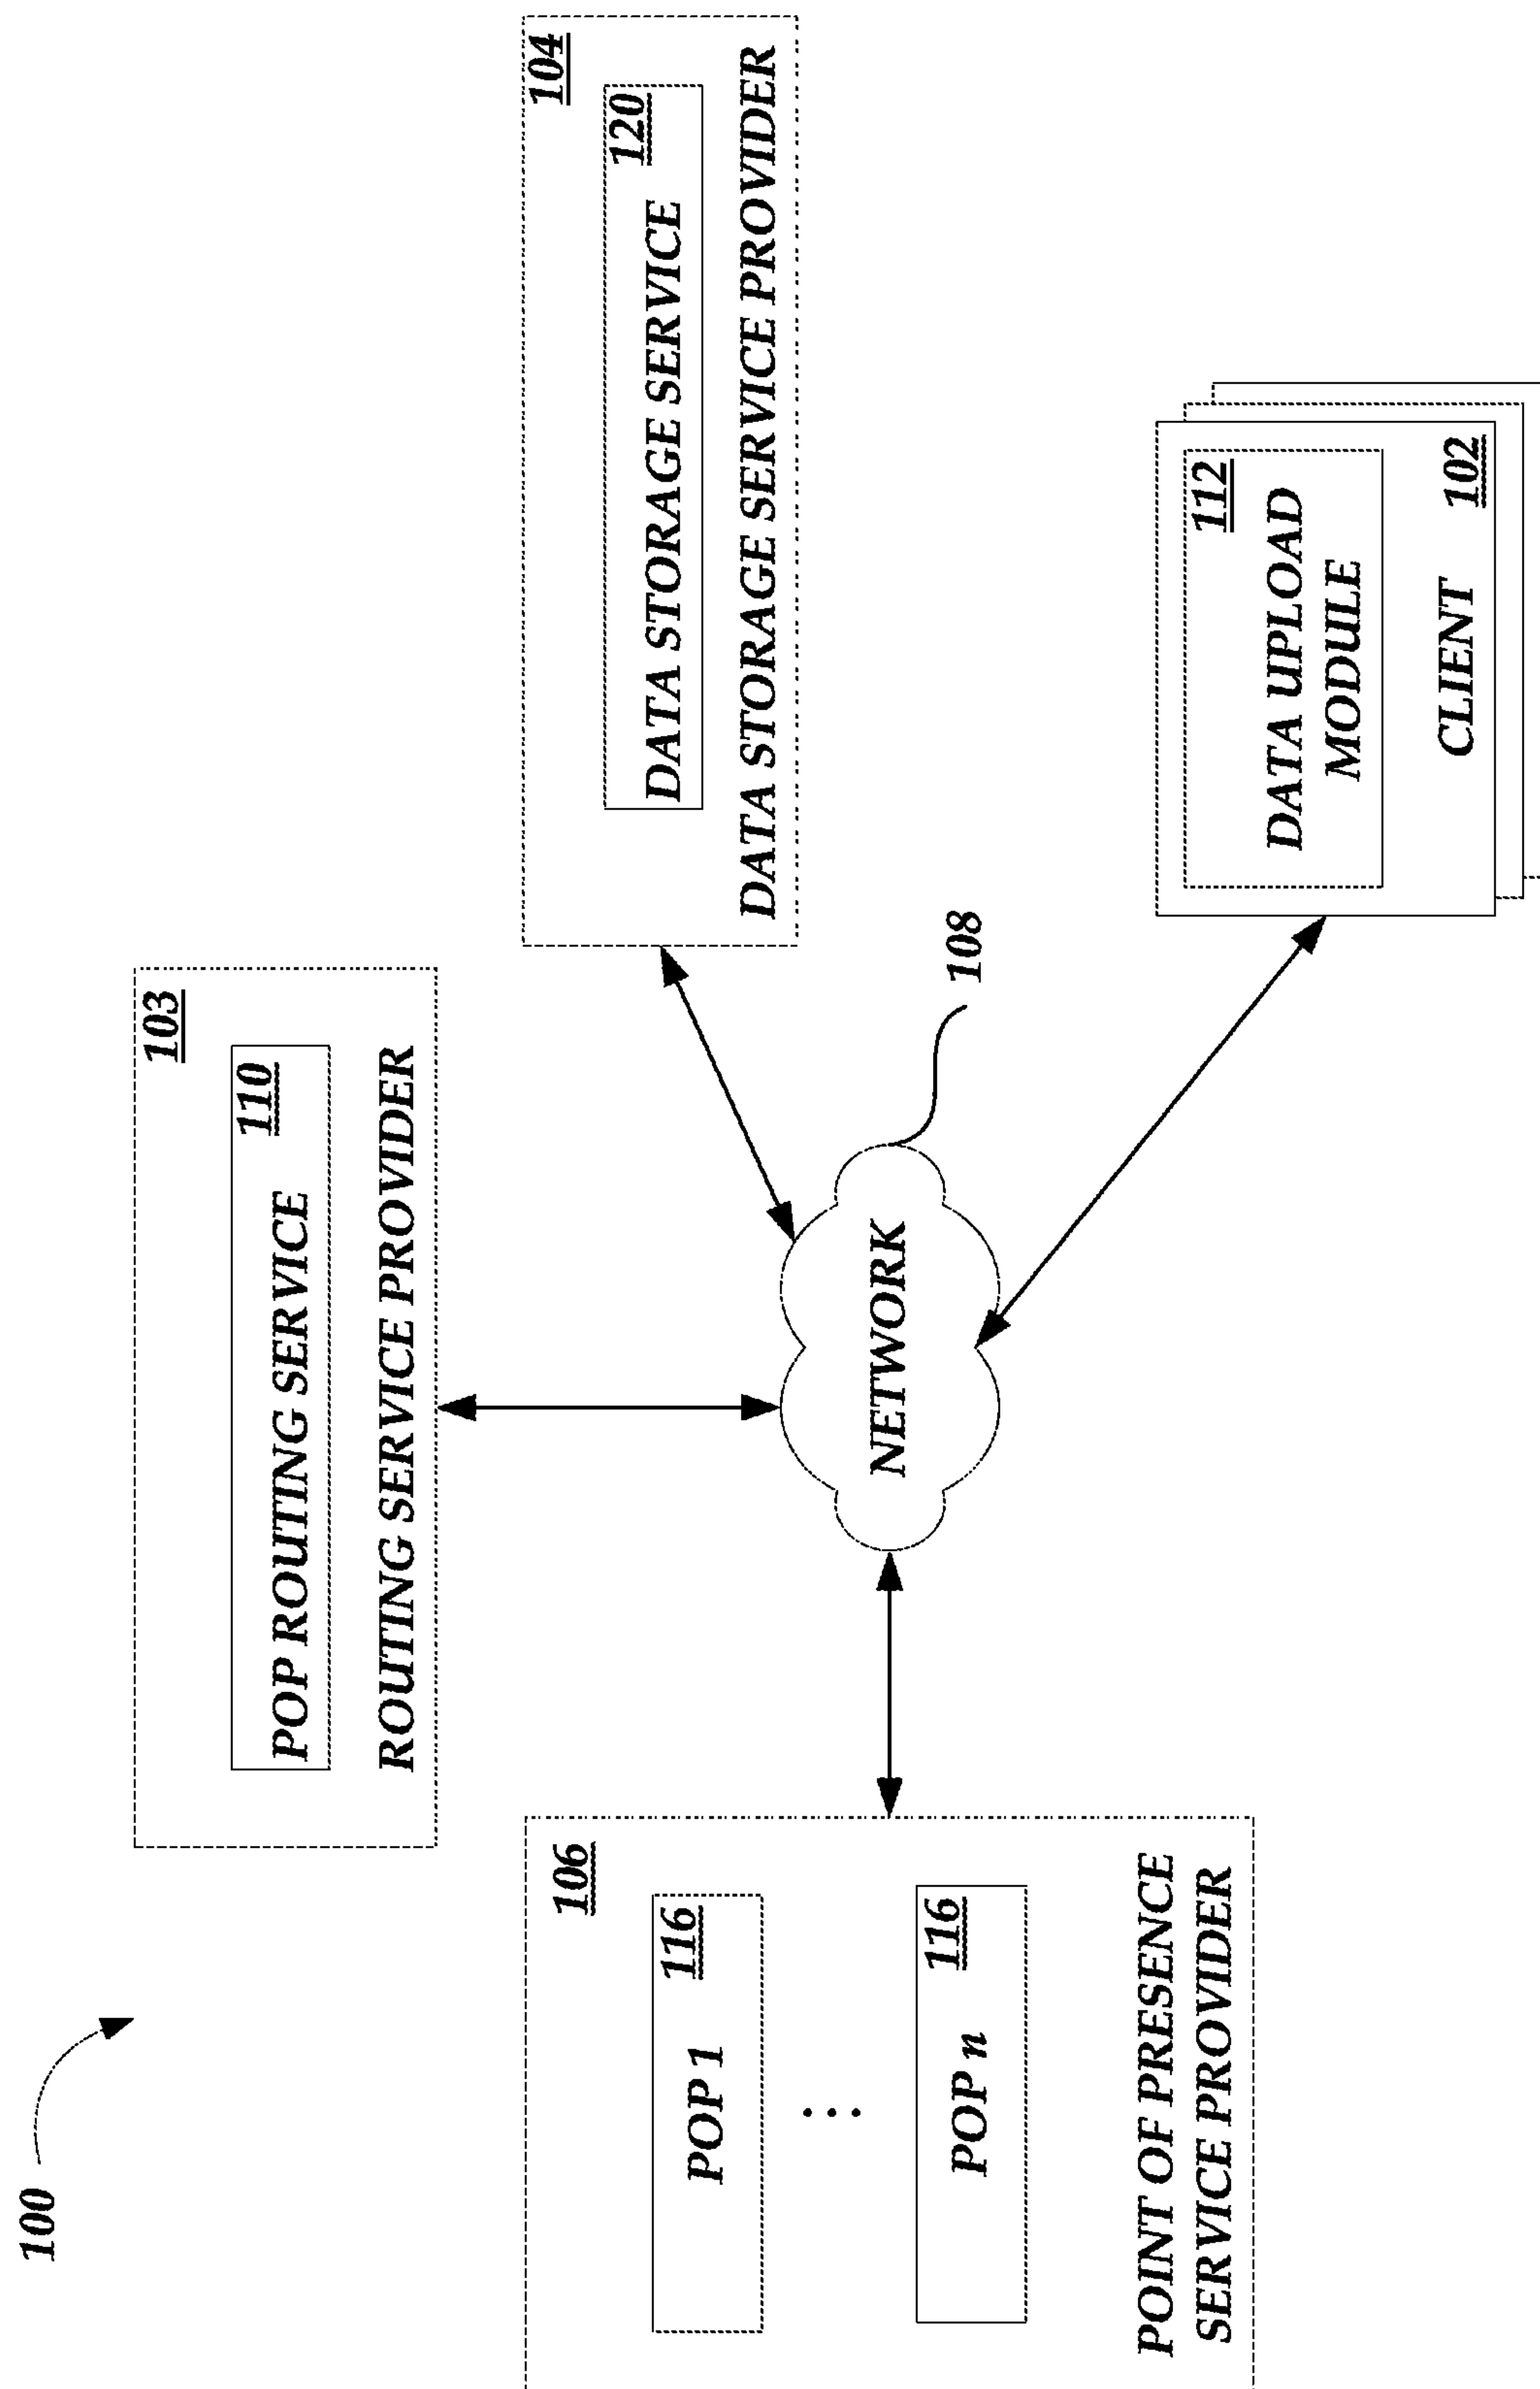 100
103
110
POP ROUTING SERVICE
ROUTING SERVICE PROVIDER
106
116
POP 1
116
POP n
POINT OF PRESENCE
SERVICE PROVIDER
NETWORK
108
104
120
DATA STORAGE SERVICE
DATA STORAGE SERVICE PROVIDER
112
DATA UPLOAD
MODULE
CLIENT 102